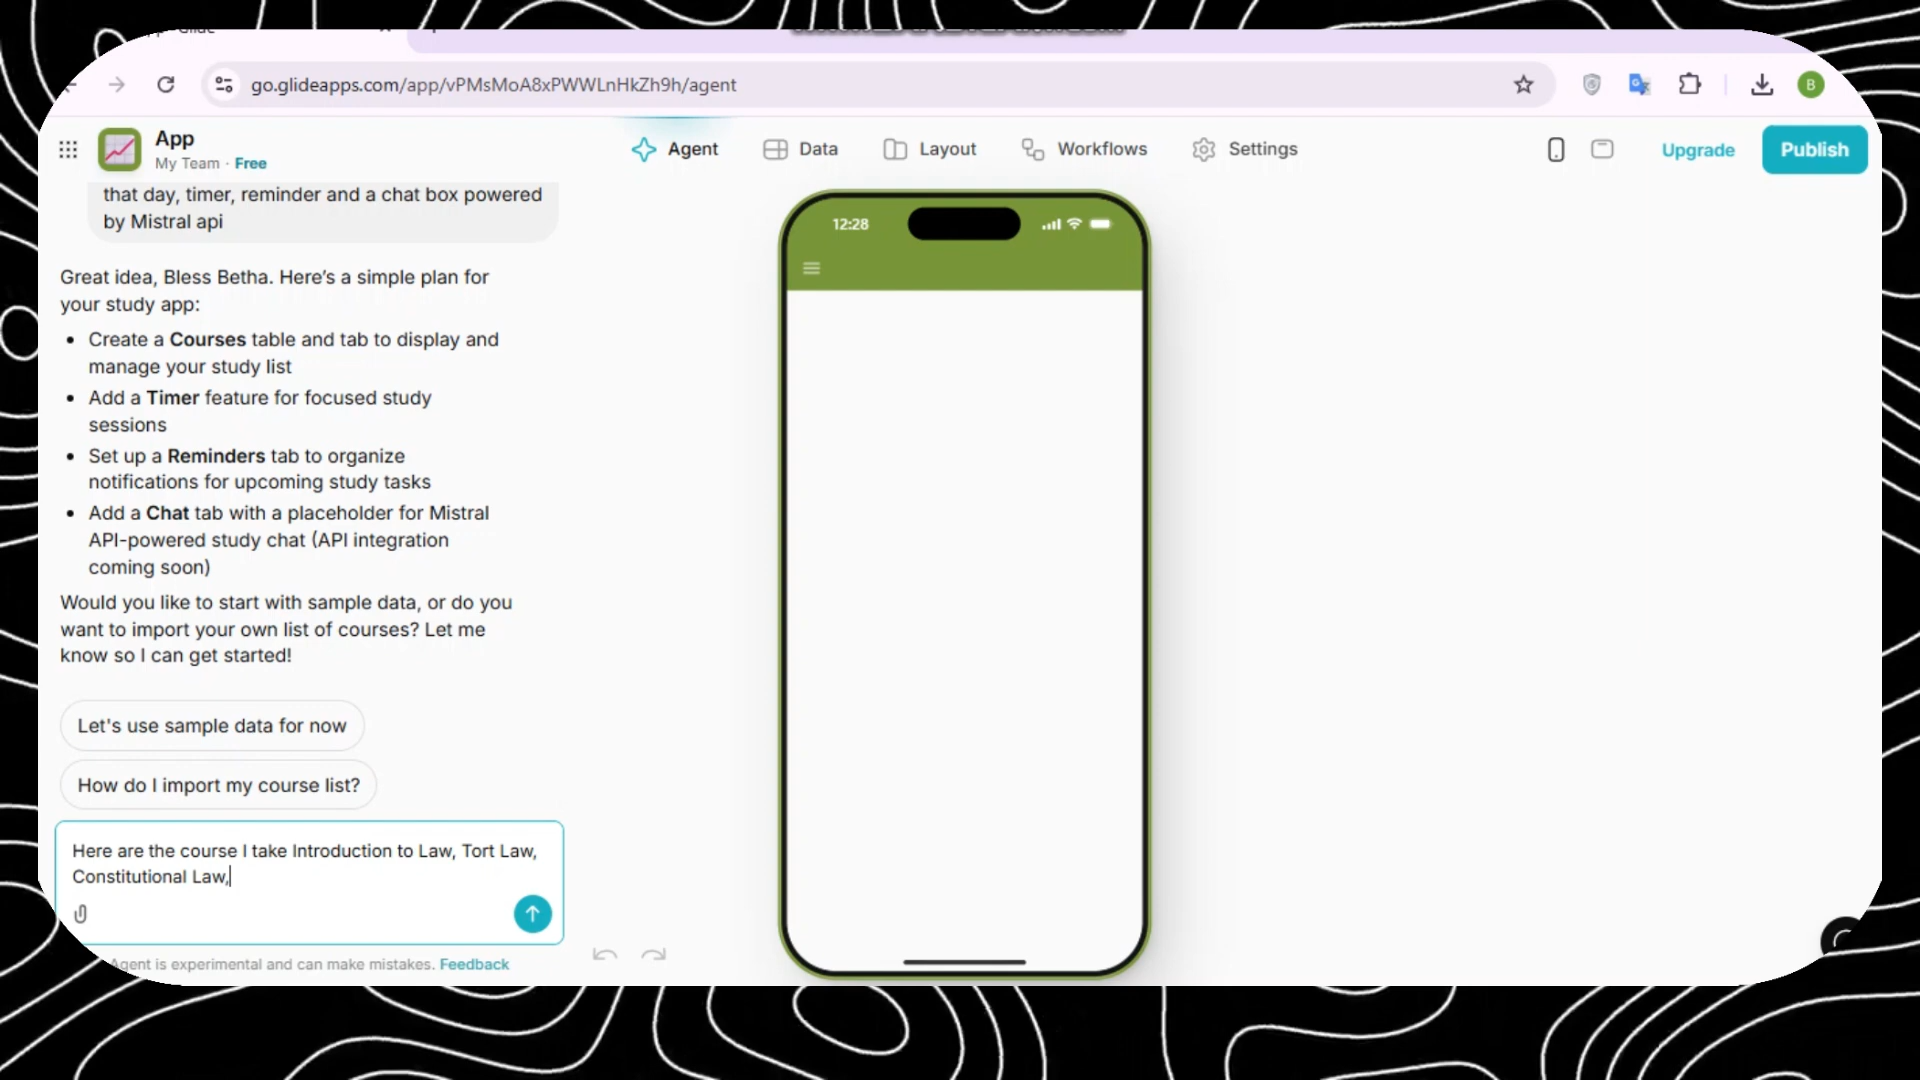 go.glideapps.com/app/vPMsMoA8xPWWLnHkZh9h/agent
B
App
My Team · Free
Agent
Data
Layout
Workflows
Settings
Upgrade
Publish
that day, timer, reminder and a chat box powered
by Mistral api
Great idea, Bless Betha. Here's a simple plan for
your study app:
• Create a Courses table and tab to display and
manage your study list
• Add a Timer feature for focused study
sessions
• Set up a Reminders tab to organize
notifications for upcoming study tasks
• Add a Chat tab with a placeholder for Mistral
API-powered study chat (API integration
coming soon)
Would you like to start with sample data, or do you
want to import your own list of courses? Let me
know so I can get started!
Let's use sample data for now
How do I import my course list?
Here are the course I take Introduction to Law, Tort Law,
Constitutional Law,
Agent is experimental and can make mistakes. Feedback
12:28